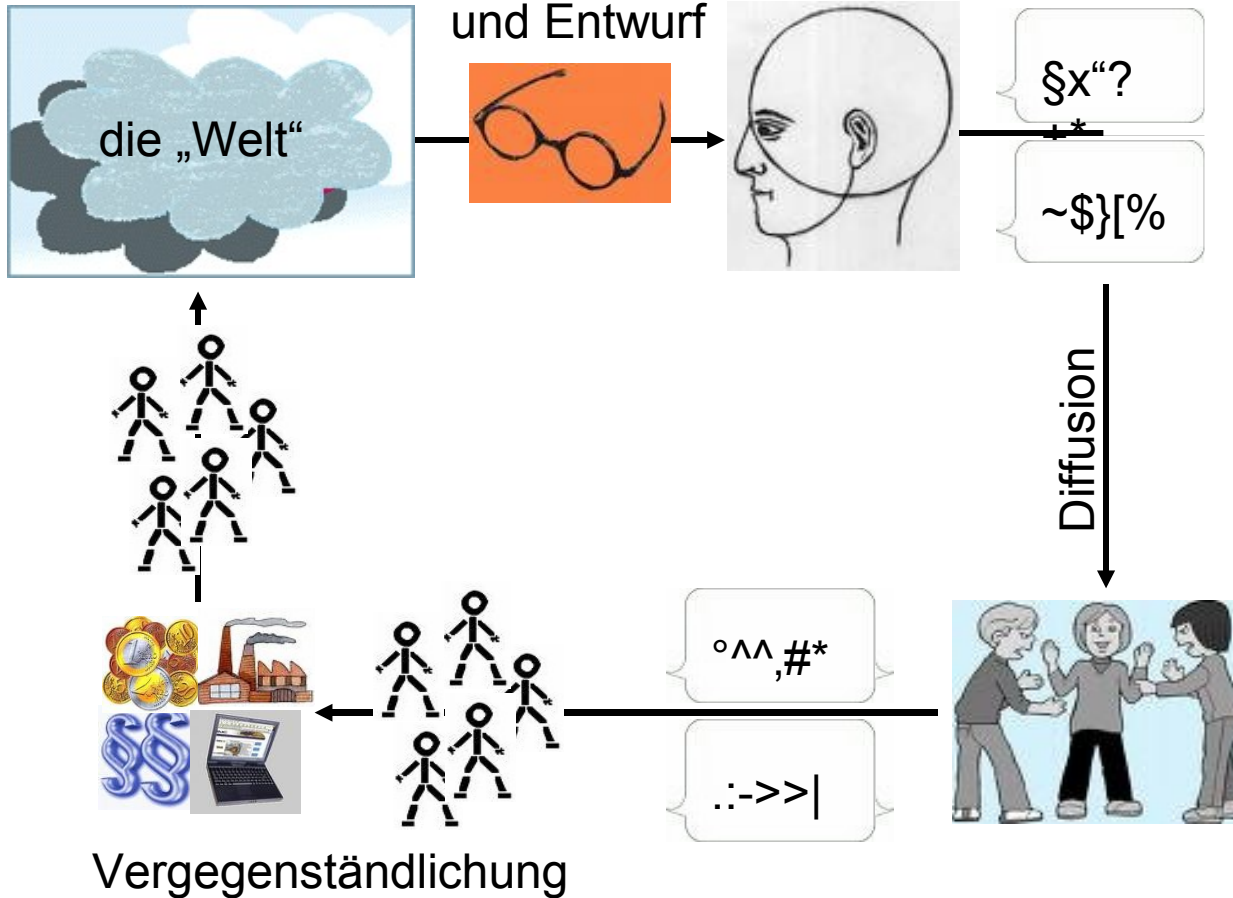 und Entwurf
die „Welt“
§x“?
+*
~$}[%
Diffusion
°^^,#*
.:->>|
Vergegenständlichung